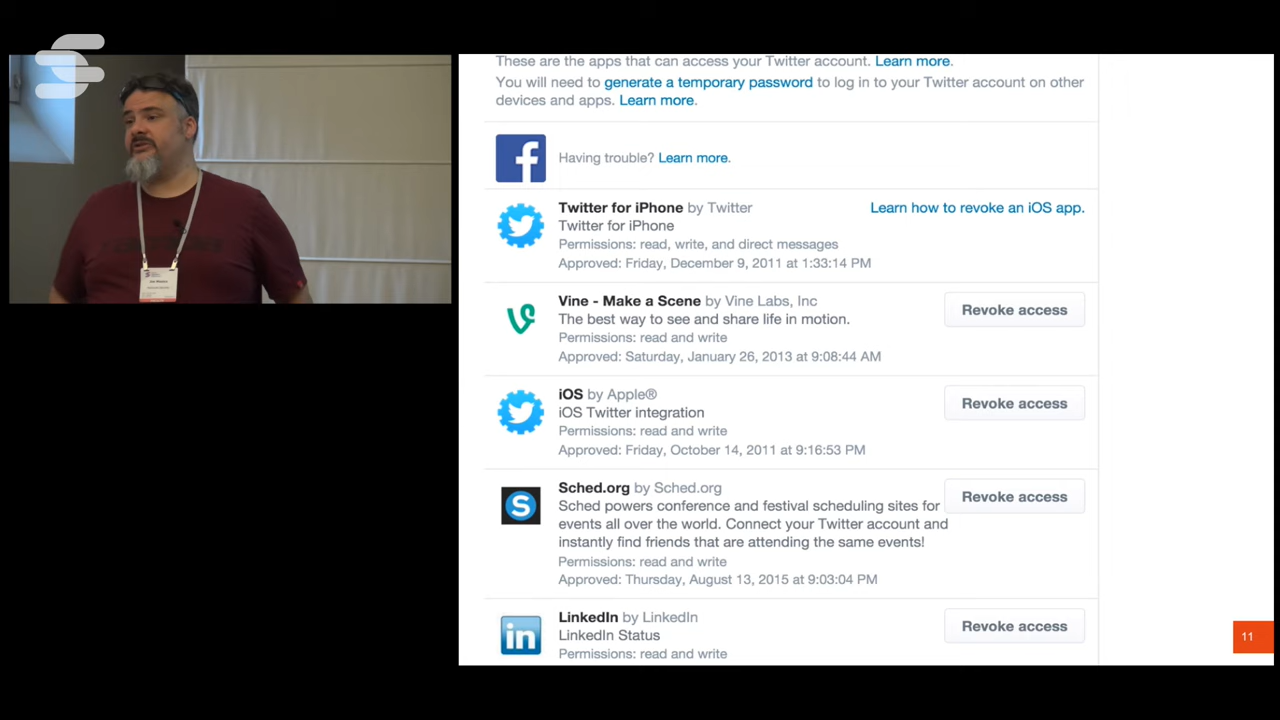 These are the apps that can access your Twitter account. Learn more.
You will need to generate a temporary password to log in to your Twitter account on other
devices and apps. Learn more.
Having trouble? Learn more.
Twitter for iPhone by Twitter
Learn how to revoke an iOS app.
Twitter for iPhone
Permissions: read, write, and direct messages
Approved: Friday, December 9, 2011 at 1:33:14 PM
Vine - Make a Scene by Vine Labs, Inc
Revoke access
The best way to see and share life in motion.
Permissions: read and write
Approved: Saturday, January 26, 2013 at 9:08:44 AM
iOS by Apple®
Revoke access
iOS Twitter integration
Permissions: read and write
Approved: Friday, October 14, 2011 at 9:16:53 PM
Sched.org by Sched.org
Revoke access
Sched powers conference and festival scheduling sites for
events all over the world. Connect your Twitter account and
instantly find friends that are attending the same events!
Permissions: read and write
Approved: Thursday, August 13, 2015 at 9:03:04 PM
LinkedIn by LinkedIn
Revoke access
LinkedIn Status
Permissions: read and write
11